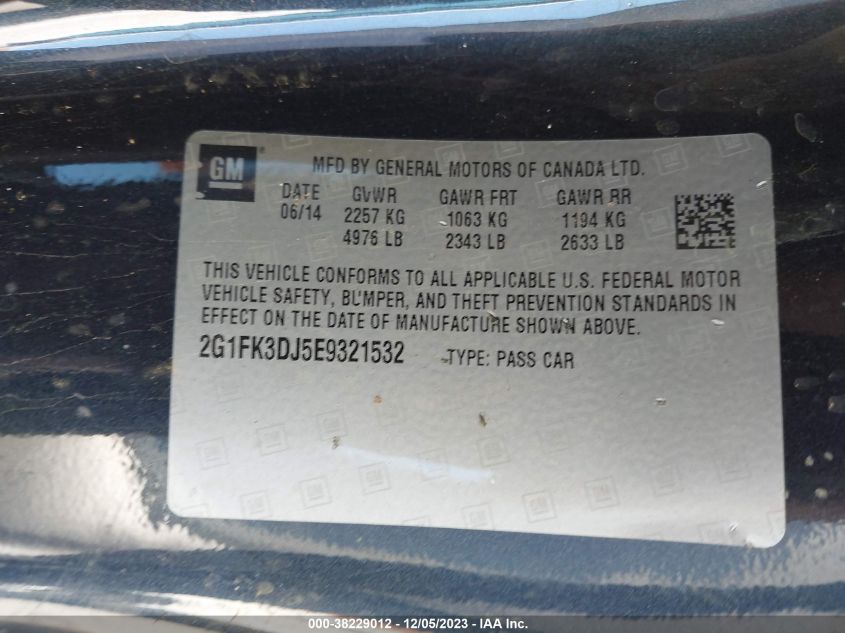 GM
MFD BY GENERAL MOTORS OF CANADA LTD.
DATE GVWR GAWR FRT GAWR RR
06/14 2257 KG 1063 KG 1194 KG
4976 LB 2343 LB 2633 LB
THIS VEHICLE CONFORMS TO ALL APPLICABLE U.S. FEDERAL MOTOR
VEHICLE SAFETY, BUMPER, AND THEFT PREVENTION STANDARDS IN
EFFECT ON THE DATE OF MANUFACTURE SHOWN ABOVE.
2G1FK3DJ5E9321532 TYPE: PASS CAR
000-38229012 - 12/05/2023 - IAA Inc.